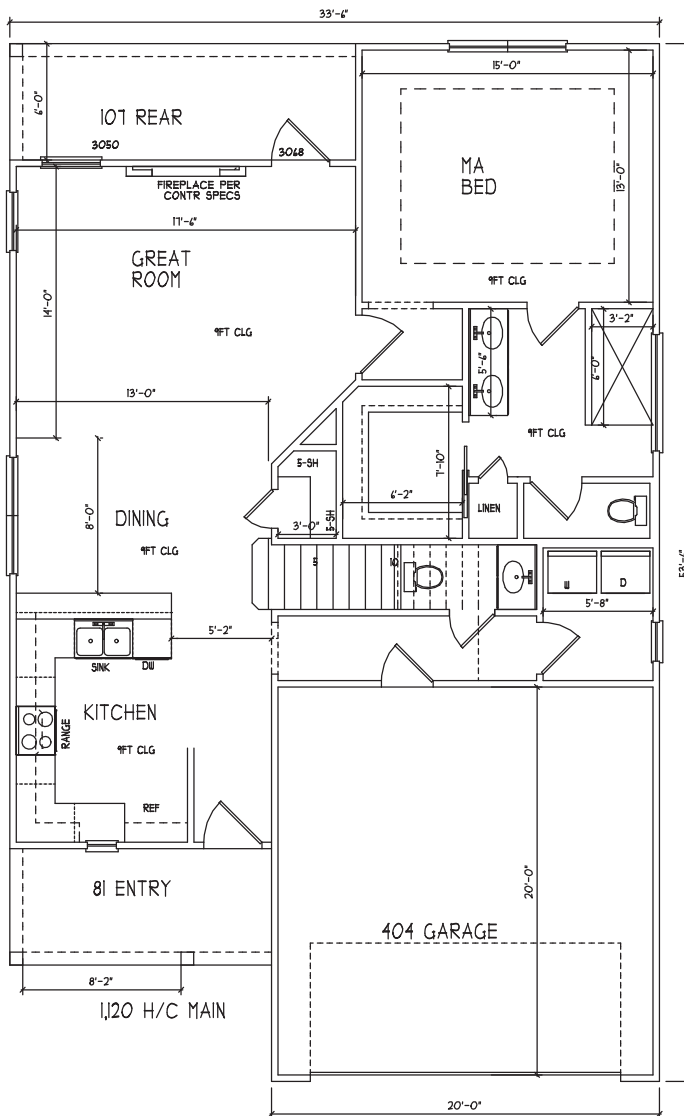 33'-6"
15'-0"
6'-0"
107 REAR
3050
3068
FIREPLACE PER
CONTR SPECS
MA
BED
13'-0"
17'-6"
GREAT
ROOM
9FT CLG
14'-0"
9FT CLG
3'-2"
5'-6"
6'-0"
13'-0"
9FT CLG
5-SH
7'-10"
6'-2"
LINEN
5-SH
3'-0"
8'-0"
DINING
9FT CLG
D
5'-8"
5'-2"
SINK
DW
KITCHEN
RANGE
9FT CLG
REF
81 ENTRY
20'-0"
404 GARAGE
8'-2"
1,120 H/C MAIN
20'-0"